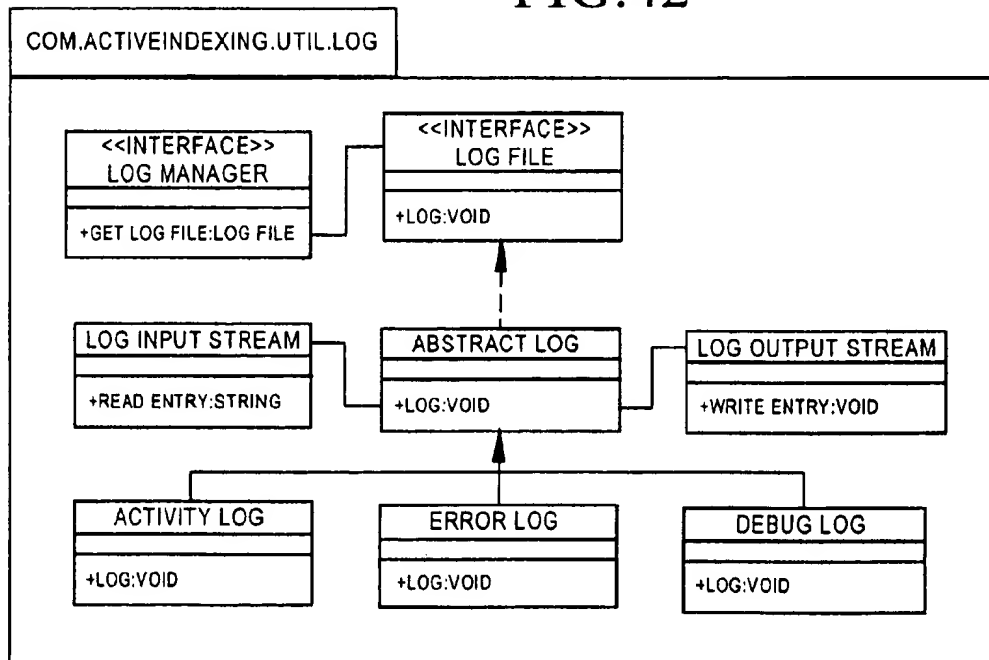 FIG. 42
COM.ACTIVEINDEXING.UTIL.LOG
<<INTERFACE>>
LOG MANAGER
+GET LOG FILE:LOG FILE
<<INTERFACE>>
LOG FILE
+LOG:VOID
LOG INPUT STREAM
+READ ENTRY:STRING
ABSTRACT LOG
+LOG:VOID
LOG OUTPUT STREAM
+WRITE ENTRY:VOID
ACTIVITY LOG
+LOG:VOID
ERROR LOG
+LOG:VOID
DEBUG LOG
+LOG:VOID